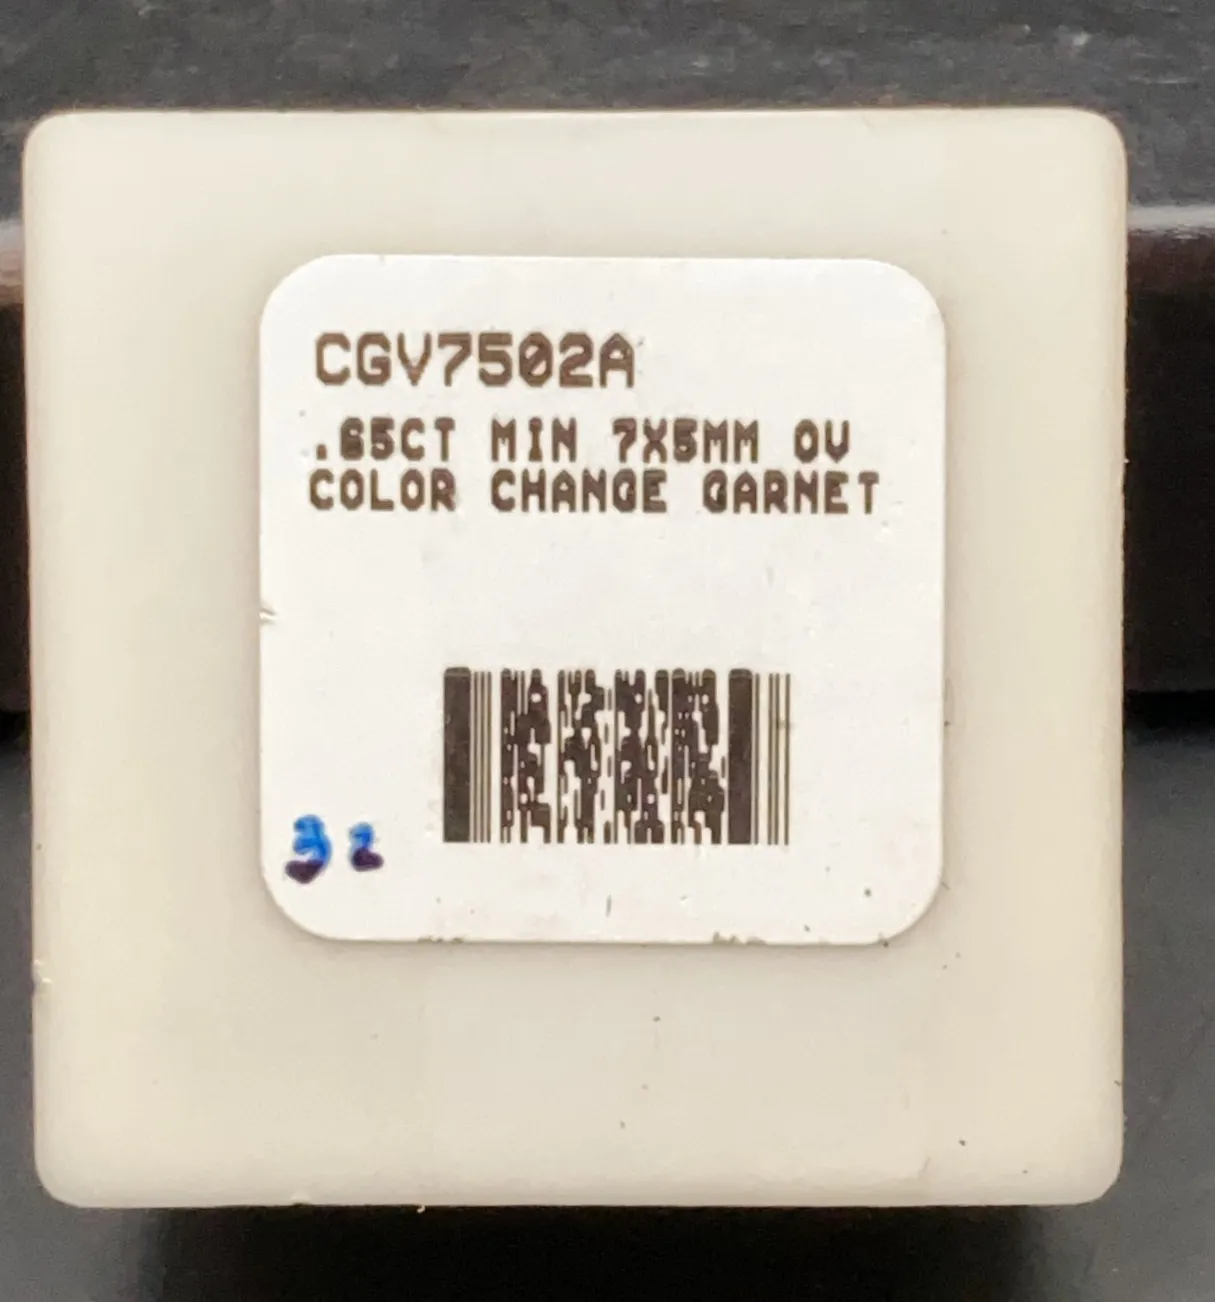 CGV7502A
.65CT MIN 7X5MM OV
COLOR CHANGE GARNET
32